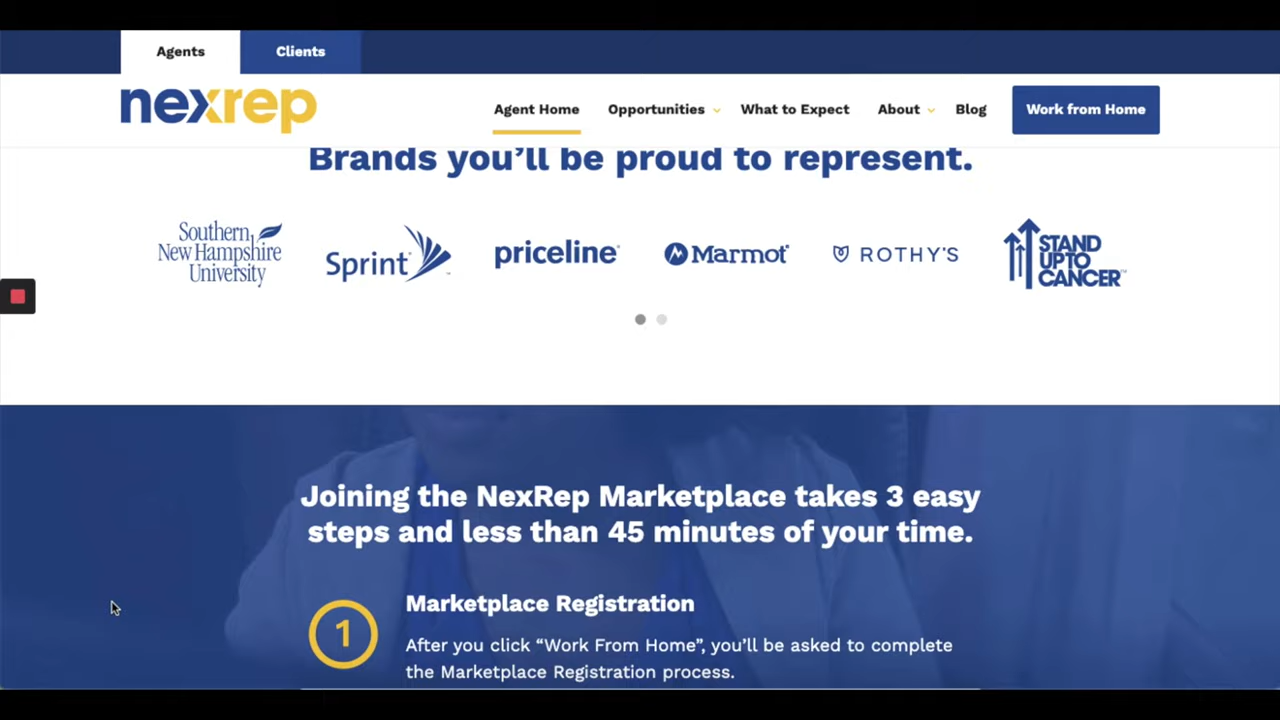 Agents
Clients
nexrep
Agent Home
Opportunities
What to Expect
About
Blog
Work from Home
Brands you’ll be proud to represent.
Southern
New Hampshire
University
Sprint
priceline
Marmot
ROTHY'S
STAND
UP TO
CANCER
Joining the NexRep Marketplace takes 3 easy
steps and less than 45 minutes of your time.
1
Marketplace Registration
After you click “Work From Home”, you’ll be asked to complete
the Marketplace Registration process.